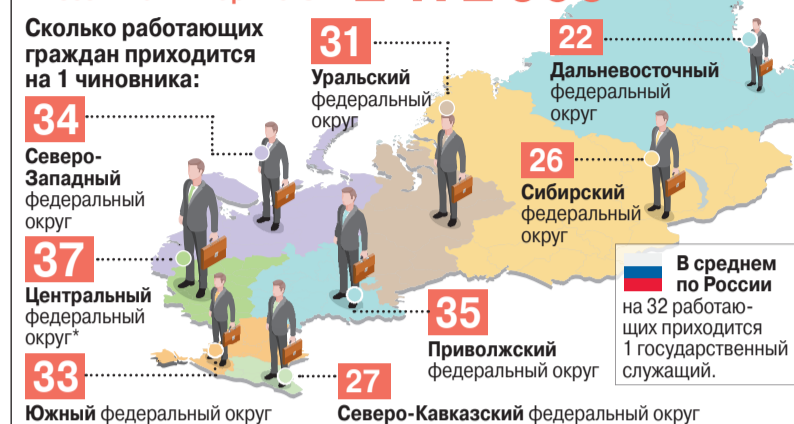 Сколько работающих
граждан приходится
на 1 чиновника:
31
Уральский
федеральный
округ
22
Дальневосточный
федеральный
округ
34
Северо-
Западный
федеральный
округ
26
Сибирский
федеральный
округ
37
Центральный
федеральный
округ*
35
Приволжский
федеральный округ
33
Южный федеральный округ
27
Северо-Кавказский федеральный округ
В среднем
по России
на 32 работаю-
щих приходится
1 государственный
служащий.